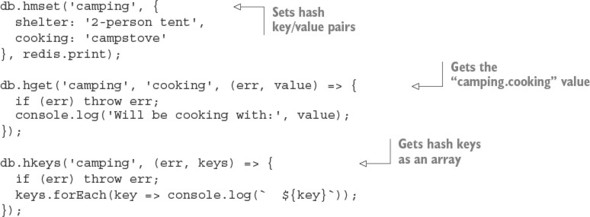 db.hmset('camping', {
  shelter: '2-person tent',
  cooking: 'campstove'
}, redis.print);
Sets hash
key/value pairs
db.hget('camping', 'cooking', (err, value) => {
  if (err) throw err;
  console.log('Will be cooking with:', value);
});
Gets the
“camping.cooking” value
db.hkeys('camping', (err, keys) => {
  if (err) throw err;
  keys.forEach(key => console.log(`  ${key}`));
});
Gets hash keys
as an array